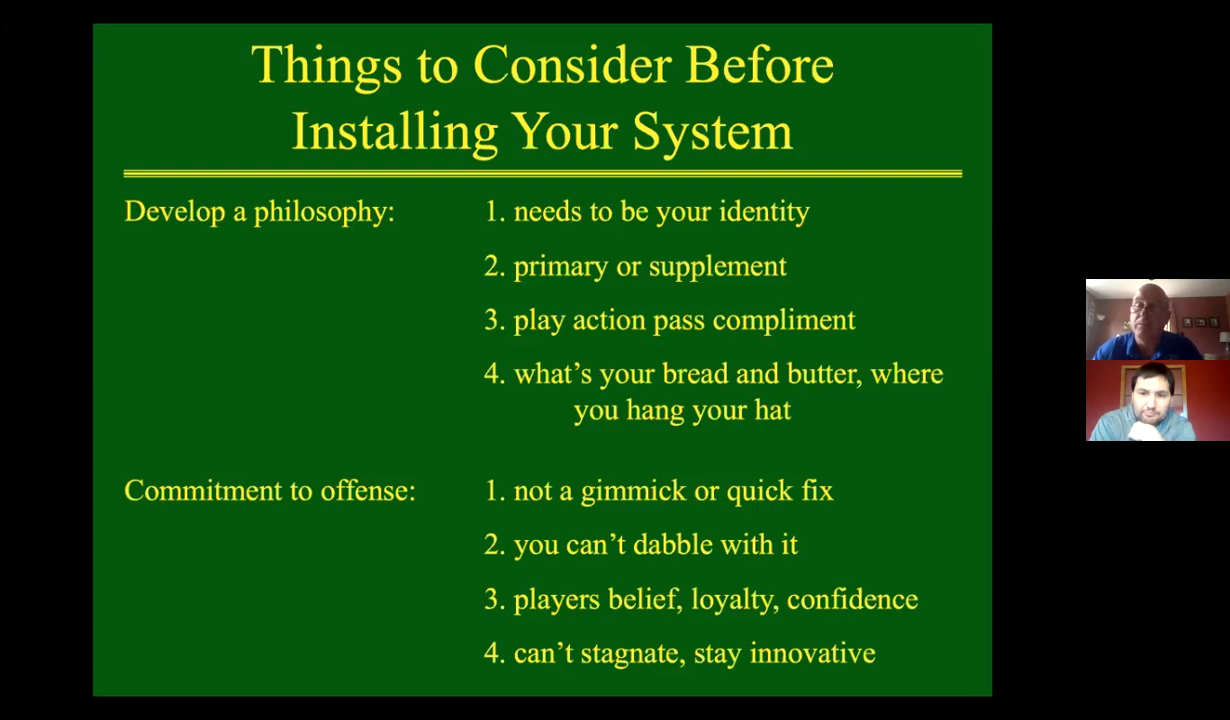 Things to Consider Before
Installing Your System
Develop a philosophy:
1. needs to be your identity
2. primary or supplement
3. play action pass compliment
4. what’s your bread and butter, where
you hang your hat
Commitment to offense:
1. not a gimmick or quick fix
2. you can’t dabble with it
3. players belief, loyalty, confidence
4. can’t stagnate, stay innovative